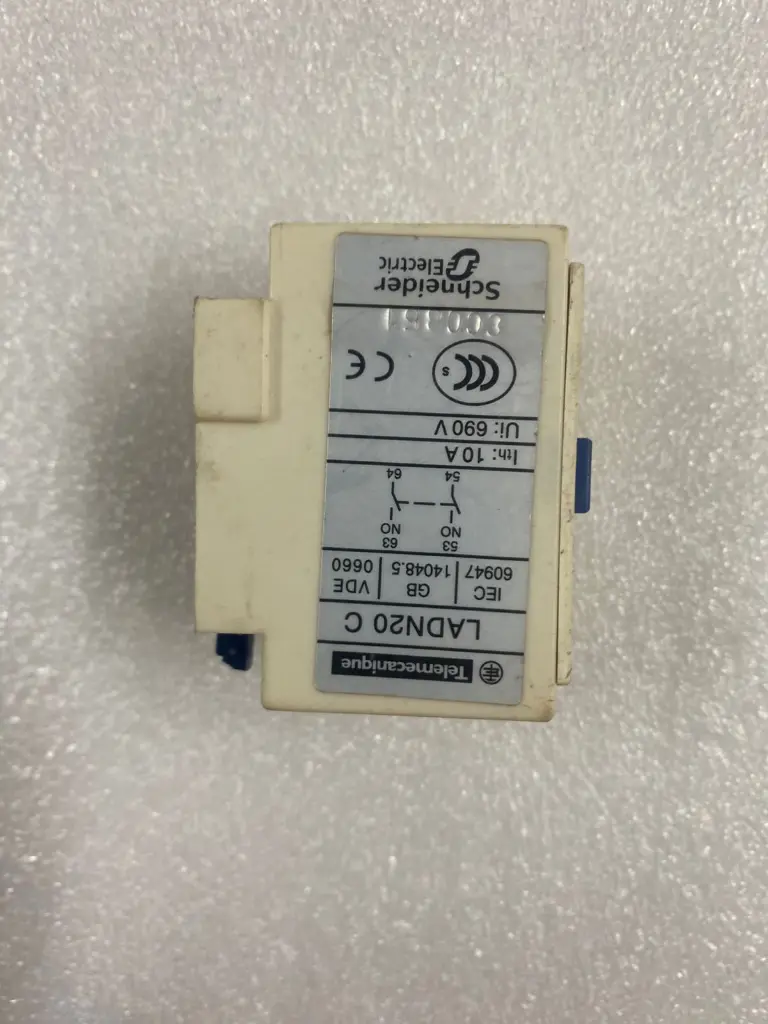 Telemecanique
LADN20 C
IEC GB VDE
60947 14048.5 0660
53 63
NO NO
54 64
Ith: 10 A
Ui: 690 V
CCC S CE
Schneider
Electric